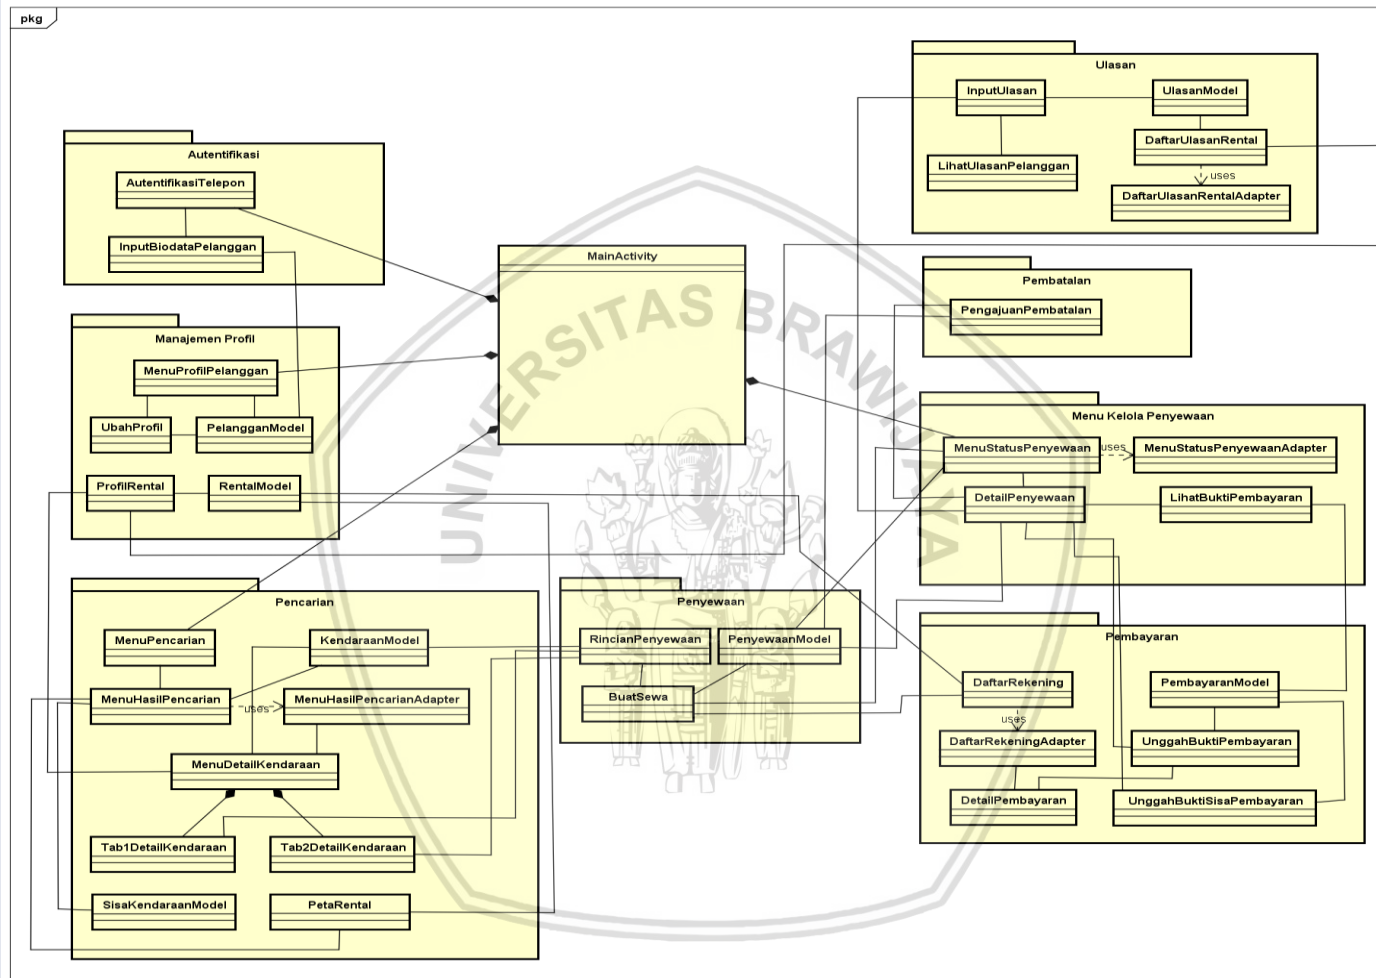 pkg
Ulasan
InputUlasan
UlasanModel
DaftarUlasanRental
LihatUlasanPelanggan
uses
DaftarUlasanRentalAdapter
Autentifikasi
AutentifikasiTelepon
InputBiodataPelanggan
MainActivity
Pembatalan
PengajuanPembatalan
Manajemen Profil
MenuProfilPelanggan
UbahProfil
PelangganModel
ProfilRental
RentalModel
Menu Kelola Penyewaan
MenuStatusPenyewaan
uses
MenuStatusPenyewaanAdapter
DetailPenyewaan
LihatBuktiPembayaran
Pencarian
MenuPencarian
KendaraanModel
MenuHasilPencarian
uses
MenuHasilPencarianAdapter
MenuDetailKendaraan
Tab1DetailKendaraan
Tab2DetailKendaraan
SisaKendaraanModel
PetaRental
Penyewaan
RincianPenyewaan
PenyewaanModel
BuatSewa
Pembayaran
DaftarRekening
PembayaranModel
uses
DaftarRekeningAdapter
UnggahBuktiPembayaran
DetailPembayaran
UnggahBuktiSisaPembayaran
UNIVERSITAS BRAWIJAYA